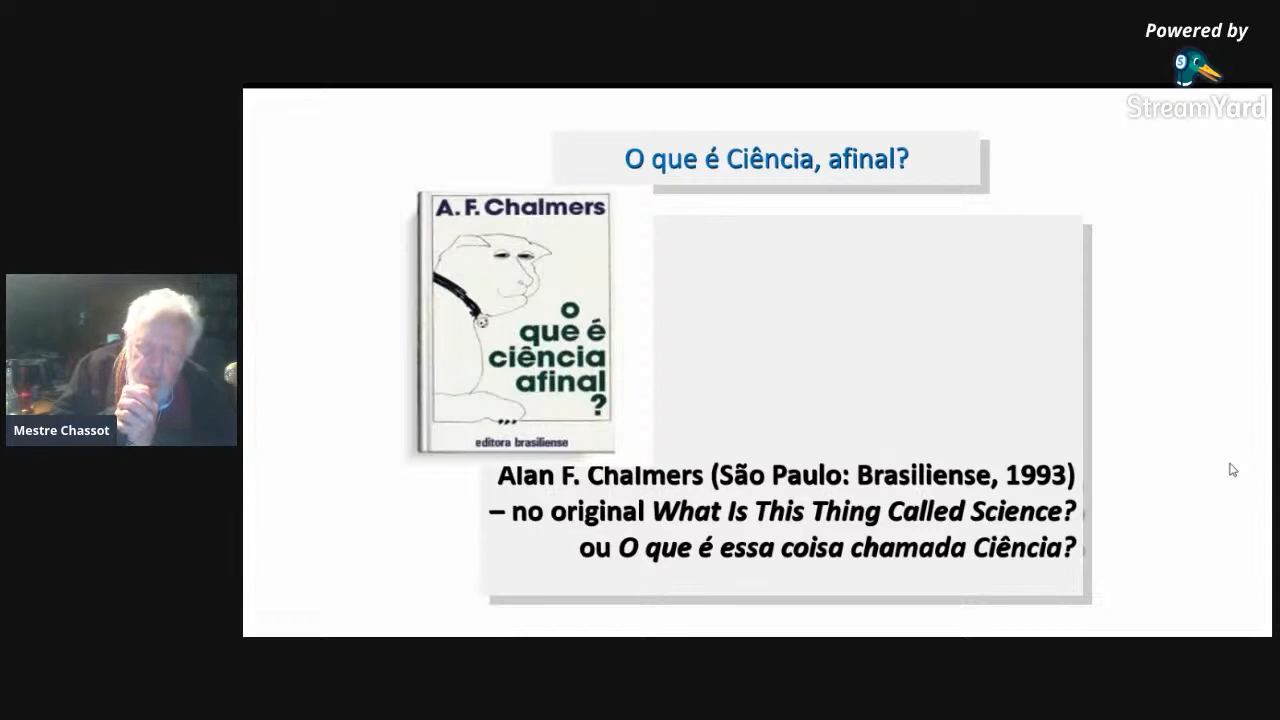 Powered by
StreamYard
O que é Ciência, afinal?
A. F. Chalmers
o
que é
ciência
afinal
?
editora brasiliense
Alan F. Chalmers (São Paulo: Brasiliense, 1993)
– no original What Is This Thing Called Science?
ou O que é essa coisa chamada Ciência?
Mestre Chassot